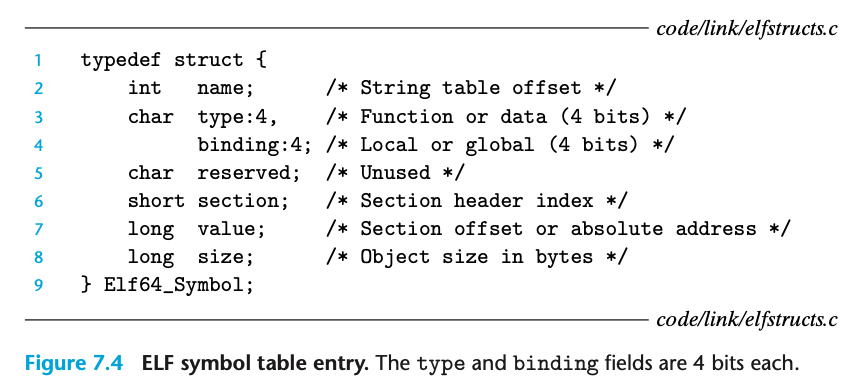 code/link/elfstructs.c
1 typedef struct {
2 int name; /* String table offset */
3 char type:4, /* Function or data (4 bits) */
4 binding:4; /* Local or global (4 bits) */
5 char reserved; /* Unused */
6 short section; /* Section header index */
7 long value; /* Section offset or absolute address */
8 long size; /* Object size in bytes */
9 } Elf64_Symbol;
code/link/elfstructs.c
Figure 7.4 ELF symbol table entry. The type and binding fields are 4 bits each.